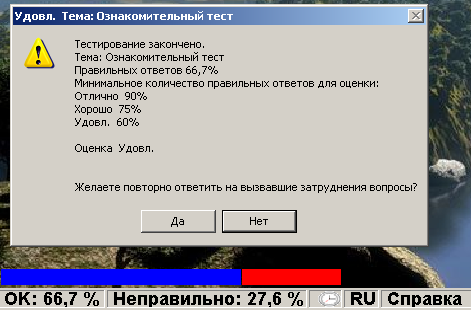 Удовл. Тема: Ознакомительный тест
Тестирование закончено.
Тема: Ознакомительный тест
Правильных ответов 66,7%
Минимальное количество правильных ответов для оценки:
Отлично 90%
Хорошо 75%
Удовл. 60%
Оценка Удовл.
Желаете повторно ответить на вызвавшие затруднения вопросы?
Да Нет
OK: 66,7 % Неправильно: 27,6 % RU Справка